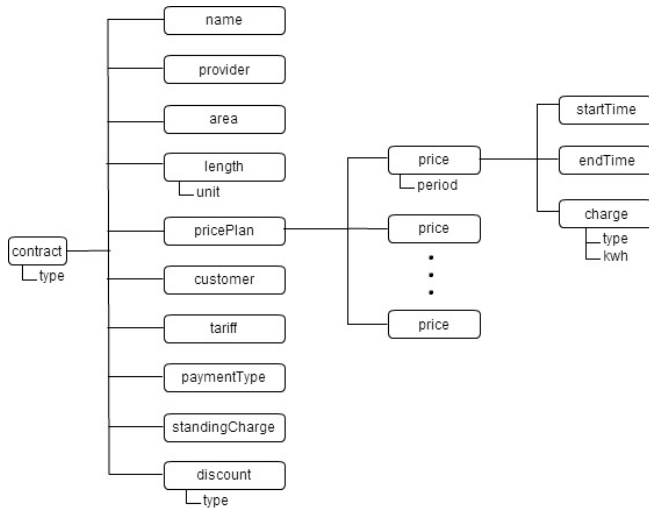 name
provider
area
length
unit
pricePlan
contract
type
customer
tariff
paymentType
standingCharge
discount
type
price
period
price
price
startTime
endTime
charge
type
kwh